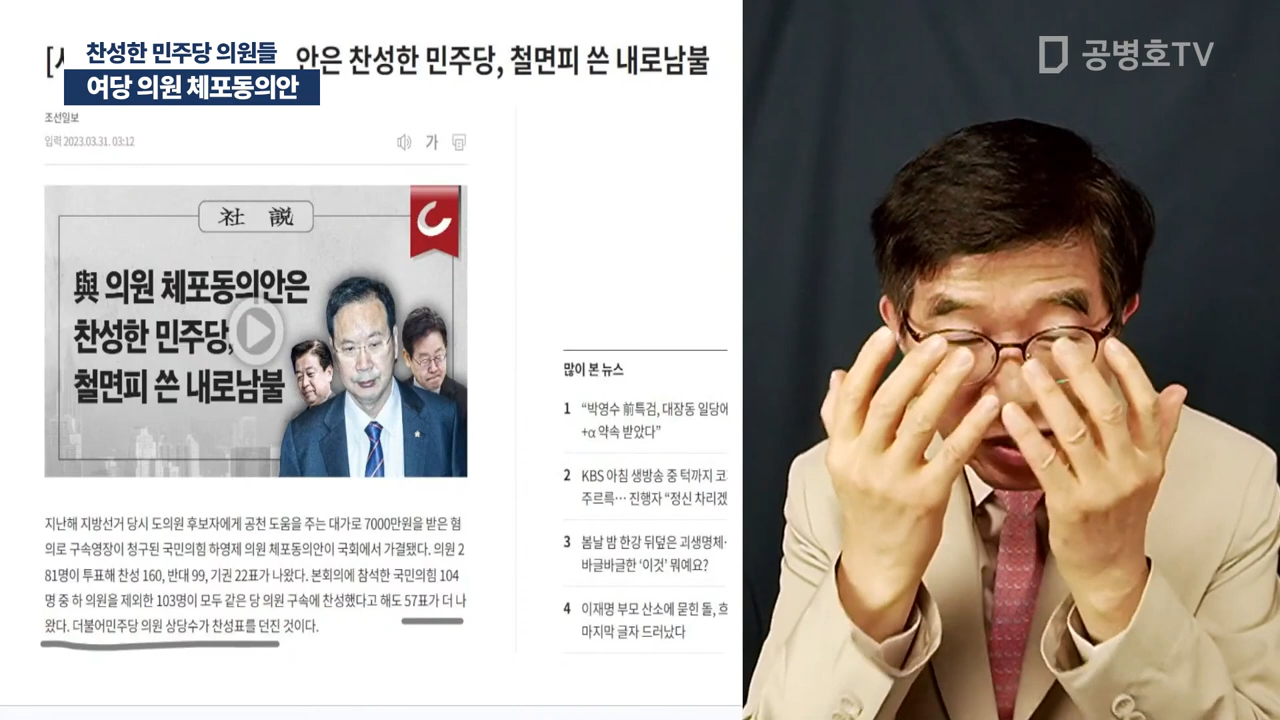 찬성한 민주당 의원들
여당 의원 체포동의안
안은 찬성한 민주당, 철면피 쓴 내로남불
공병호TV
조선일보
입력 2023.03.31. 03:12
가
社 説
與 의원 체포동의안은
찬성한 민주당,
철면피 쓴 내로남불
지난해 지방선거 당시 도의원 후보자에게 공천 도움을 주는 대가로 7000만원을 받은 혐
의로 구속영장이 청구된 국민의힘 하영제 의원 체포동의안이 국회에서 가결됐다. 의원 2
81명이 투표해 찬성 160, 반대 99, 기권 22표가 나왔다. 본회의에 참석한 국민의힘 104
명 중 하 의원을 제외한 103명이 모두 같은 당 의원 구속에 찬성했다고 해도 57표가 더 나
왔다. 더불어민주당 의원 상당수가 찬성표를 던진 것이다.
많이 본 뉴스
1 “박영수 前특검, 대장동 일당에
+α 약속 받았다”
2 KBS 아침 생방송 중 턱까지 코
주르륵… 진행자 “정신 차리겠
3 봄날 밤 한강 뒤덮은 괴생명체·
바글바글한 ‘이것’ 뭐예요?
4 이재명 부모 산소에 묻힌 돌, 흐
마지막 글자 드러났다